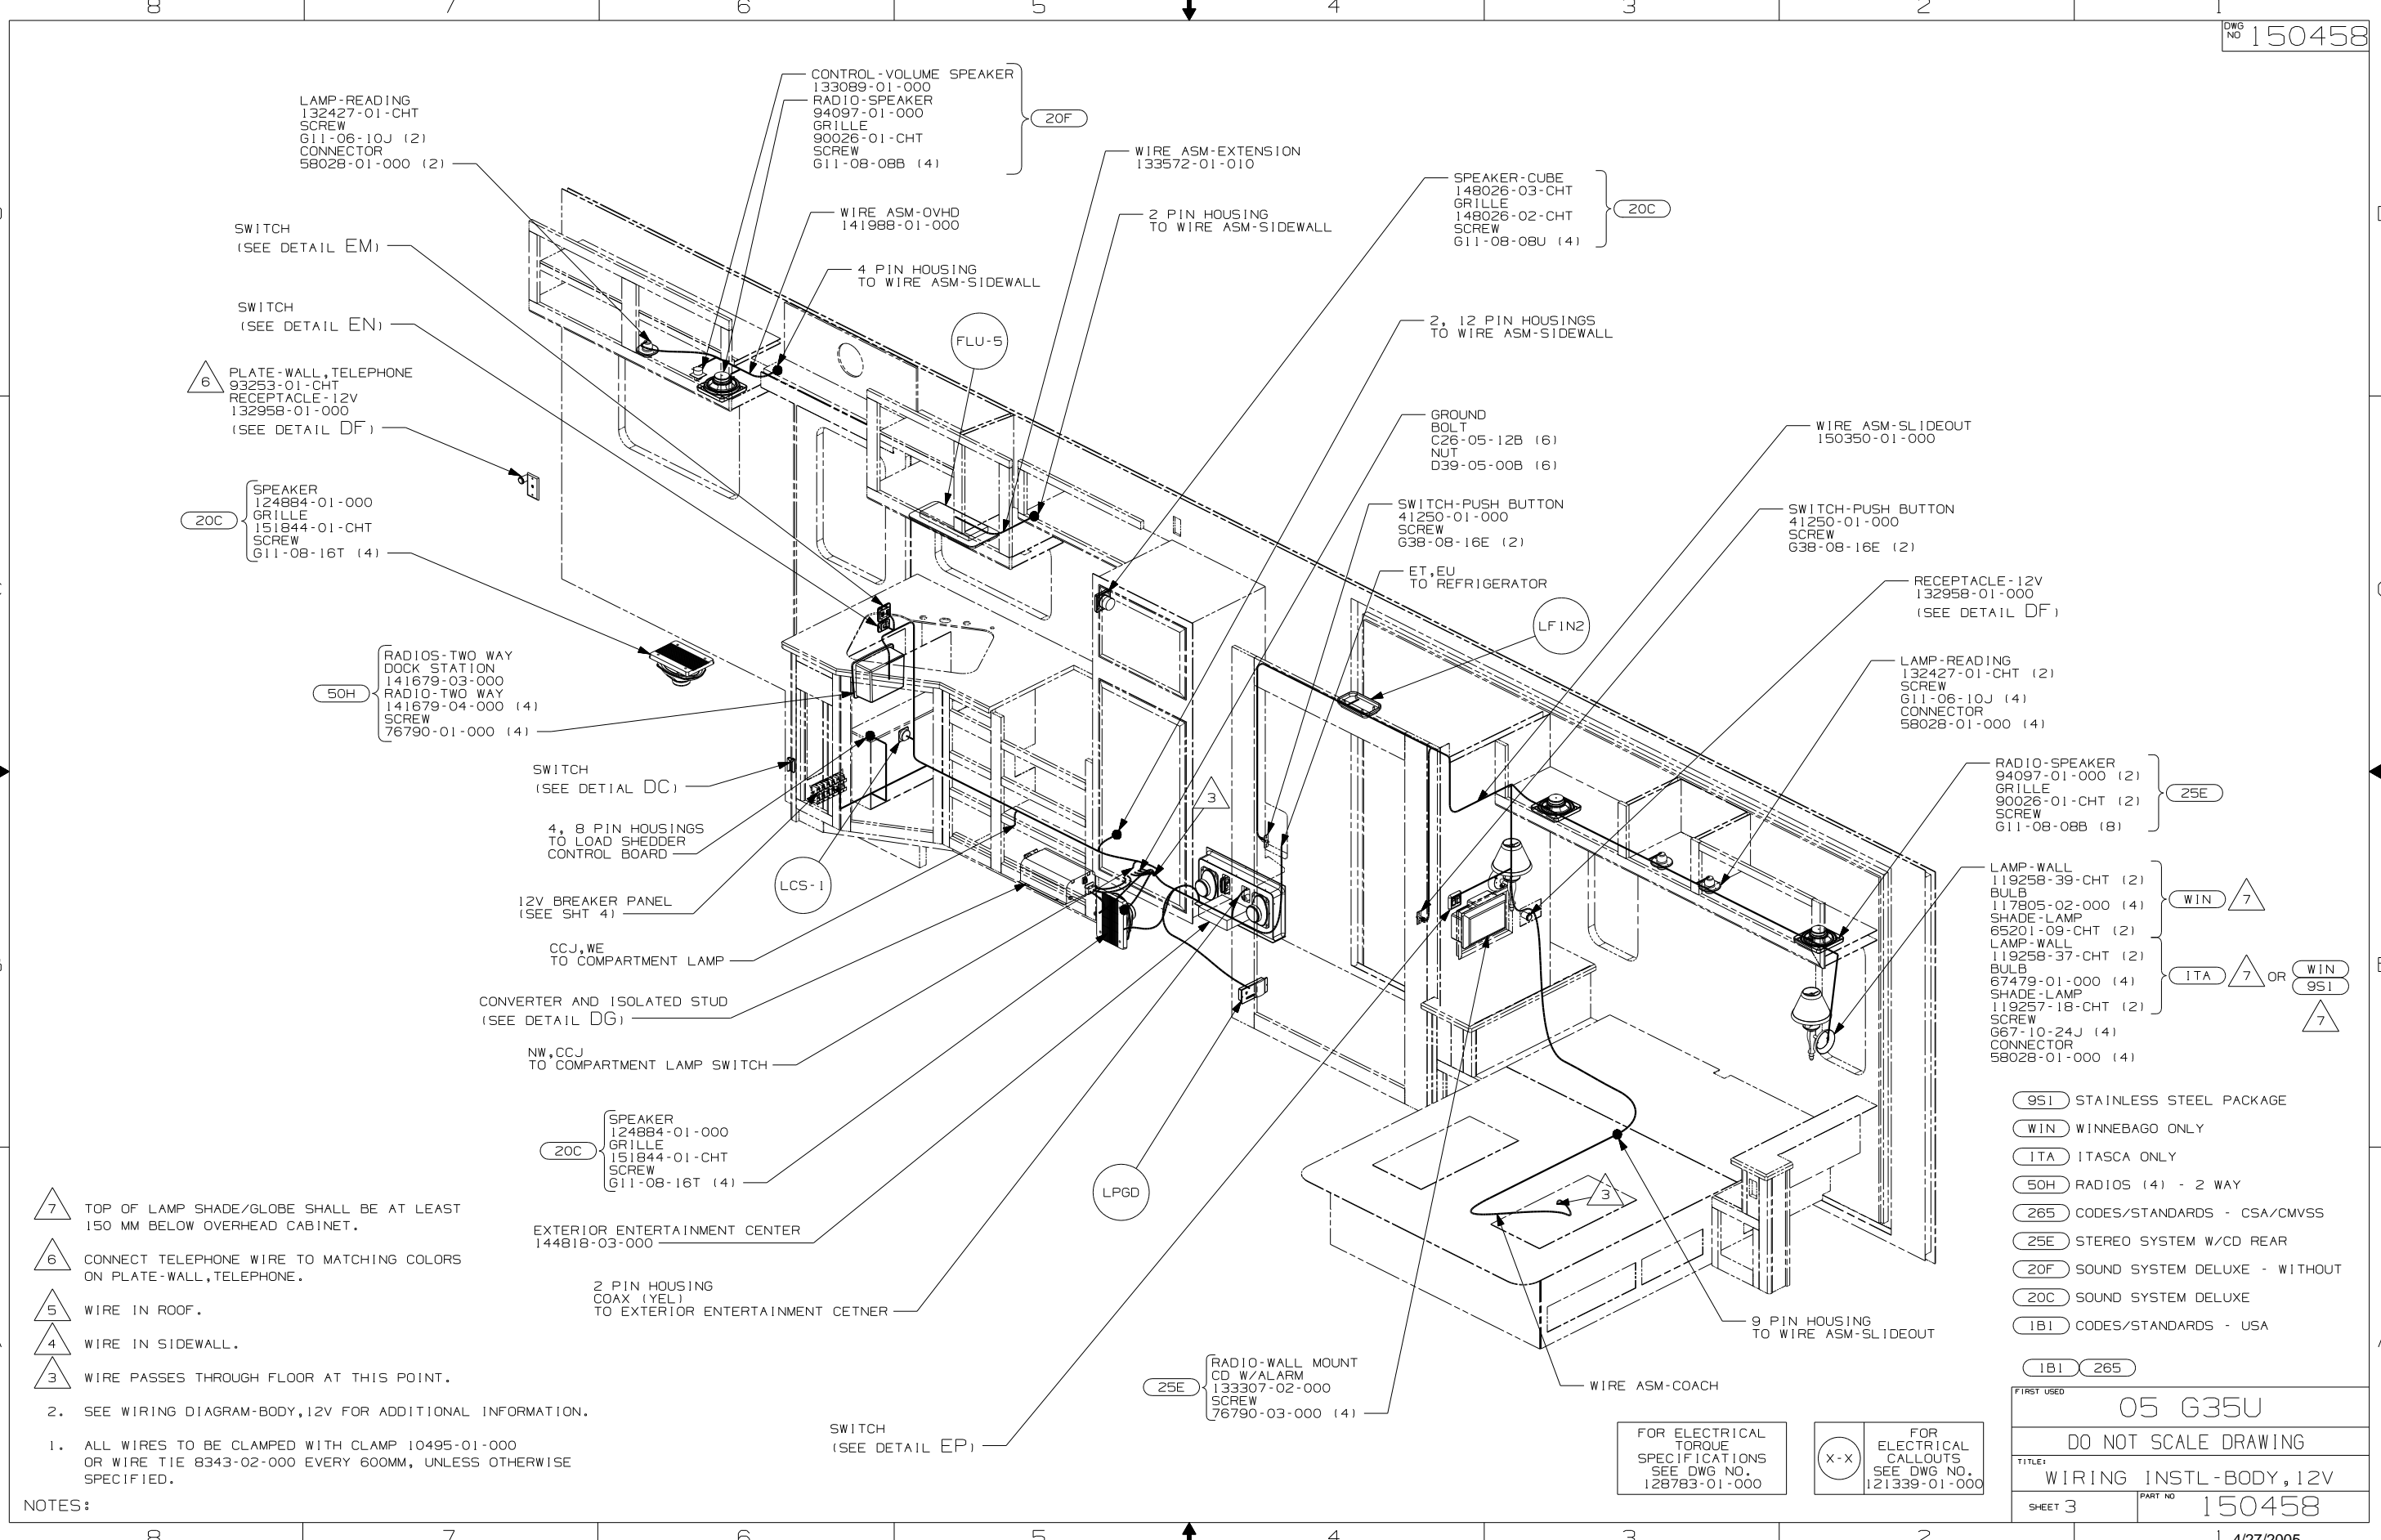 8 7 6 5 4 3 2 1
DWG NO 150458
CONTROL-VOLUME SPEAKER
133089-01-000
RADIO-SPEAKER
94097-01-000
GRILLE
90026-01-CHT
SCREW
G11-08-08B (4)
20F
LAMP-READING
132427-01-CHT
SCREW
G11-06-10J (2)
CONNECTOR
58028-01-000 (2)
WIRE ASM-EXTENSION
133572-01-010
SPEAKER-CUBE
148026-03-CHT
GRILLE
148026-02-CHT
SCREW
G11-08-08U (4)
20C
WIRE ASM-OVHD
141988-01-000
2 PIN HOUSING
TO WIRE ASM-SIDEWALL
SWITCH
(SEE DETAIL EM)
4 PIN HOUSING
TO WIRE ASM-SIDEWALL
SWITCH
(SEE DETAIL EN)
FLU-5
2, 12 PIN HOUSINGS
TO WIRE ASM-SIDEWALL
6
PLATE-WALL,TELEPHONE
93253-01-CHT
RECEPTACLE-12V
132958-01-000
(SEE DETAIL DF)
GROUND
BOLT
C26-05-12B (6)
NUT
D39-05-00B (6)
WIRE ASM-SLIDEOUT
150350-01-000
20C
SPEAKER
124884-01-000
GRILLE
151844-01-CHT
SCREW
G11-08-16T (4)
SWITCH-PUSH BUTTON
41250-01-000
SCREW
G38-08-16E (2)
SWITCH-PUSH BUTTON
41250-01-000
SCREW
G38-08-16E (2)
ET,EU
TO REFRIGERATOR
RECEPTACLE-12V
132958-01-000
(SEE DETAIL DF)
LF1N2
50H
RADIOS-TWO WAY
DOCK STATION
141679-03-000
RADIO-TWO WAY
141679-04-000 (4)
SCREW
76790-01-000 (4)
LAMP-READING
132427-01-CHT (2)
SCREW
G11-06-10J (4)
CONNECTOR
58028-01-000 (4)
SWITCH
(SEE DETIAL DC)
3
RADIO-SPEAKER
94097-01-000 (2)
GRILLE
90026-01-CHT (2)
SCREW
G11-08-08B (8)
25E
4, 8 PIN HOUSINGS
TO LOAD SHEDDER
CONTROL BOARD
LCS-1
12V BREAKER PANEL
(SEE SHT 4)
LAMP-WALL
119258-39-CHT (2)
BULB
117805-02-000 (4)
SHADE-LAMP
65201-09-CHT (2)
WIN
7
LAMP-WALL
119258-37-CHT (2)
BULB
67479-01-000 (4)
SHADE-LAMP
119257-18-CHT (2)
ITA
7
OR
WIN
9S1
7
SCREW
G67-10-24J (4)
CONNECTOR
58028-01-000 (4)
CCJ,WE
TO COMPARTMENT LAMP
CONVERTER AND ISOLATED STUD
(SEE DETAIL DG)
NW,CCJ
TO COMPARTMENT LAMP SWITCH
20C
SPEAKER
124884-01-000
GRILLE
151844-01-CHT
SCREW
G11-08-16T (4)
LPGD
3
EXTERIOR ENTERTAINMENT CENTER
144818-03-000
2 PIN HOUSING
COAX (YEL)
TO EXTERIOR ENTERTAINMENT CETNER
9 PIN HOUSING
TO WIRE ASM-SLIDEOUT
25E
RADIO-WALL MOUNT
CD W/ALARM
133307-02-000
SCREW
76790-03-000 (4)
WIRE ASM-COACH
SWITCH
(SEE DETAIL EP)
9S1 STAINLESS STEEL PACKAGE
WIN WINNEBAGO ONLY
ITA ITASCA ONLY
50H RADIOS (4) - 2 WAY
265 CODES/STANDARDS - CSA/CMVSS
25E STEREO SYSTEM W/CD REAR
20F SOUND SYSTEM DELUXE - WITHOUT
20C SOUND SYSTEM DELUXE
1B1 CODES/STANDARDS - USA
1B1 265
7 TOP OF LAMP SHADE/GLOBE SHALL BE AT LEAST
150 MM BELOW OVERHEAD CABINET.
6 CONNECT TELEPHONE WIRE TO MATCHING COLORS
ON PLATE-WALL,TELEPHONE.
5 WIRE IN ROOF.
4 WIRE IN SIDEWALL.
3 WIRE PASSES THROUGH FLOOR AT THIS POINT.
2. SEE WIRING DIAGRAM-BODY,12V FOR ADDITIONAL INFORMATION.
1. ALL WIRES TO BE CLAMPED WITH CLAMP 10495-01-000
OR WIRE TIE 8343-02-000 EVERY 600MM, UNLESS OTHERWISE
SPECIFIED.
NOTES:
FOR ELECTRICAL
TORQUE
SPECIFICATIONS
SEE DWG NO.
128783-01-000
X-X
FOR
ELECTRICAL
CALLOUTS
SEE DWG NO.
121339-01-000
FIRST USED
05 G35U
DO NOT SCALE DRAWING
TITLE:
WIRING INSTL-BODY,12V
SHEET 3
PART NO 150458
8 7 6 5 4 3 2 1
4/27/2005